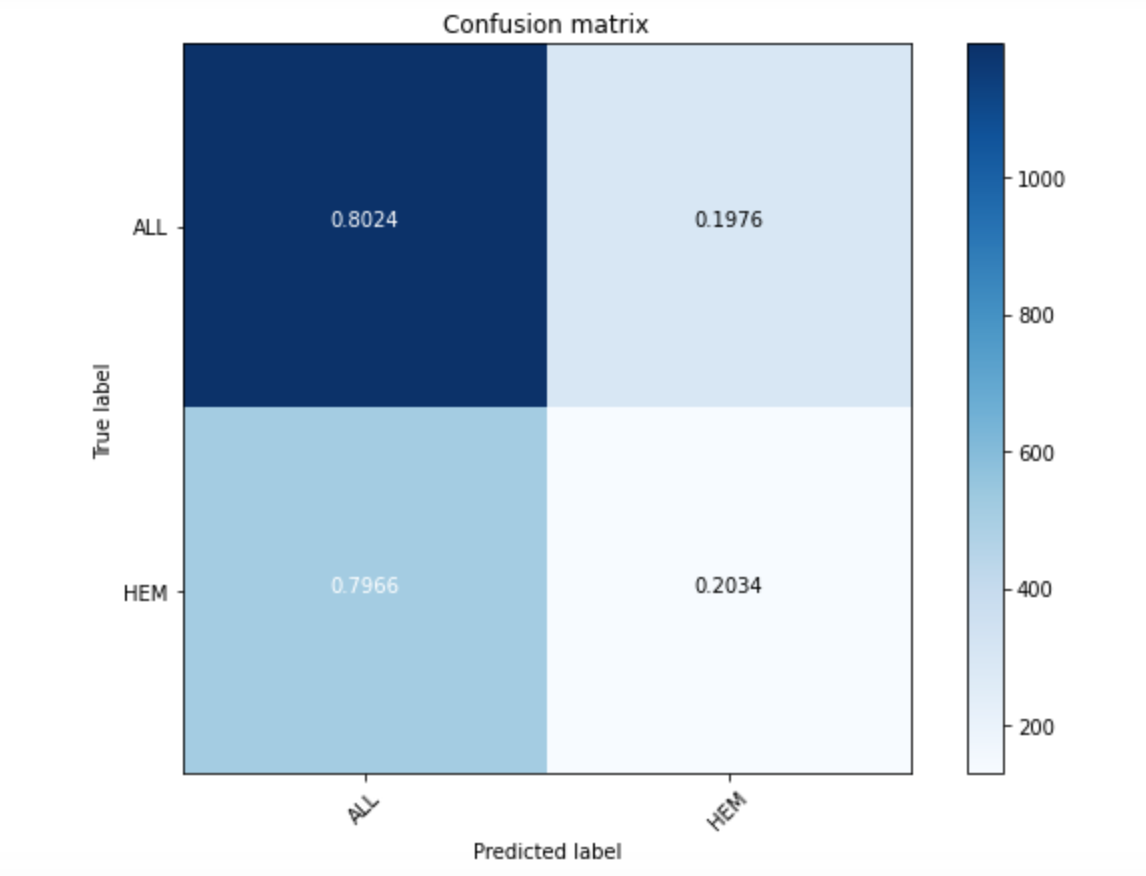 Confusion matrix
ALL
0.8024
0.1976
HEM
0.7966
0.2034
True label
ALL
HEM
Predicted label
1000
800
600
400
200